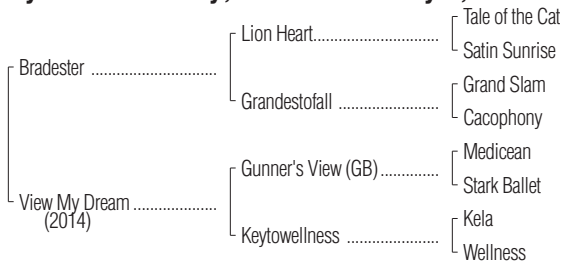 Tale of the Cat
Lion Heart..................................
Satin Sunrise
Bradester ..................................
Grand Slam
Grandestofall ...........................
Cacophony
Medicean
Gunner's View (GB)...............
Stark Ballet
View My Dream ......................
(2014)
Kela
Keytowellness .........................
Wellness